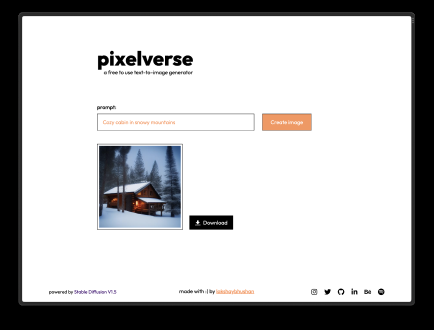 pixelverse
a free to use text-to-image generator
prompt
Cozy cabin in snowy mountains
Create image
Download
powered by Stable Diffusion V1.5
made with :( by lakshaybhushan